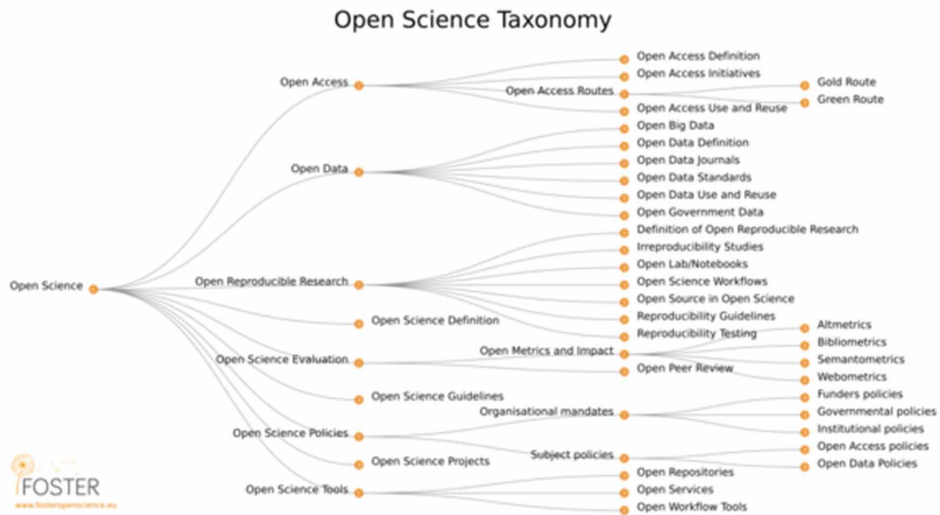 Open Science Taxonomy
Open Science
Open Access
Open Access Definition
Open Access Initiatives
Open Access Routes
Gold Route
Green Route
Open Access Use and Reuse
Open Data
Open Big Data
Open Data Definition
Open Data Journals
Open Data Standards
Open Data Use and Reuse
Open Government Data
Open Reproducible Research
Definition of Open Reproducible Research
Irreproducibility Studies
Open Lab/Notebooks
Open Science Workflows
Open Source in Open Science
Reproducibility Guidelines
Reproducibility Testing
Open Science Definition
Open Science Evaluation
Open Metrics and Impact
Altmetrics
Bibliometrics
Semantometrics
Webometrics
Open Peer Review
Open Science Guidelines
Open Science Policies
Organisational mandates
Funders policies
Governmental policies
Institutional policies
Subject policies
Open Access policies
Open Data Policies
Open Science Projects
Open Science Tools
Open Repositories
Open Services
Open Workflow Tools
FOSTER
www.fosteropenscience.eu